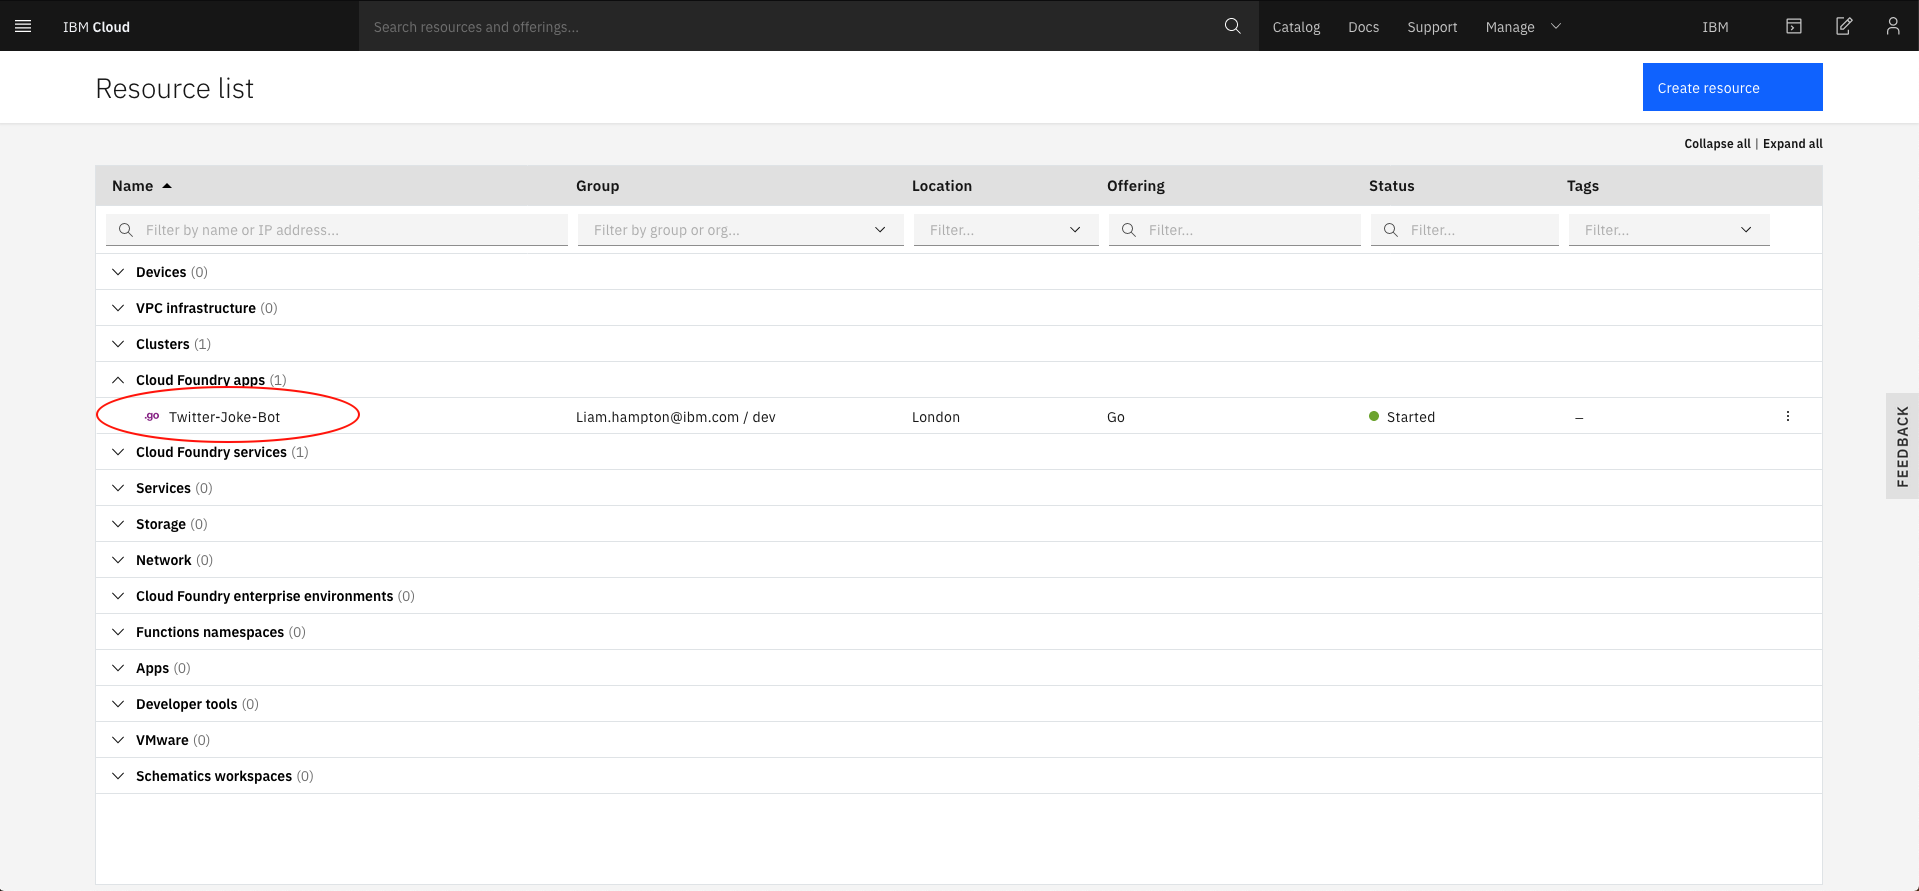 IBM Cloud Search resources and offerings... Catalog Docs Support Manage IBM
Resource list Create resource
Collapse all | Expand all
Name Group Location Offering Status Tags
Filter by name or IP address... Filter by group or org... Filter... Filter... Filter... Filter...
Devices (0)
VPC infrastructure (0)
Clusters (1)
Cloud Foundry apps (1)
.go Twitter-Joke-Bot Liam.hampton@ibm.com / dev London Go Started –
Cloud Foundry services (1)
Services (0)
Storage (0)
Network (0)
Cloud Foundry enterprise environments (0)
Functions namespaces (0)
Apps (0)
Developer tools (0)
VMware (0)
Schematics workspaces (0)
FEEDBACK